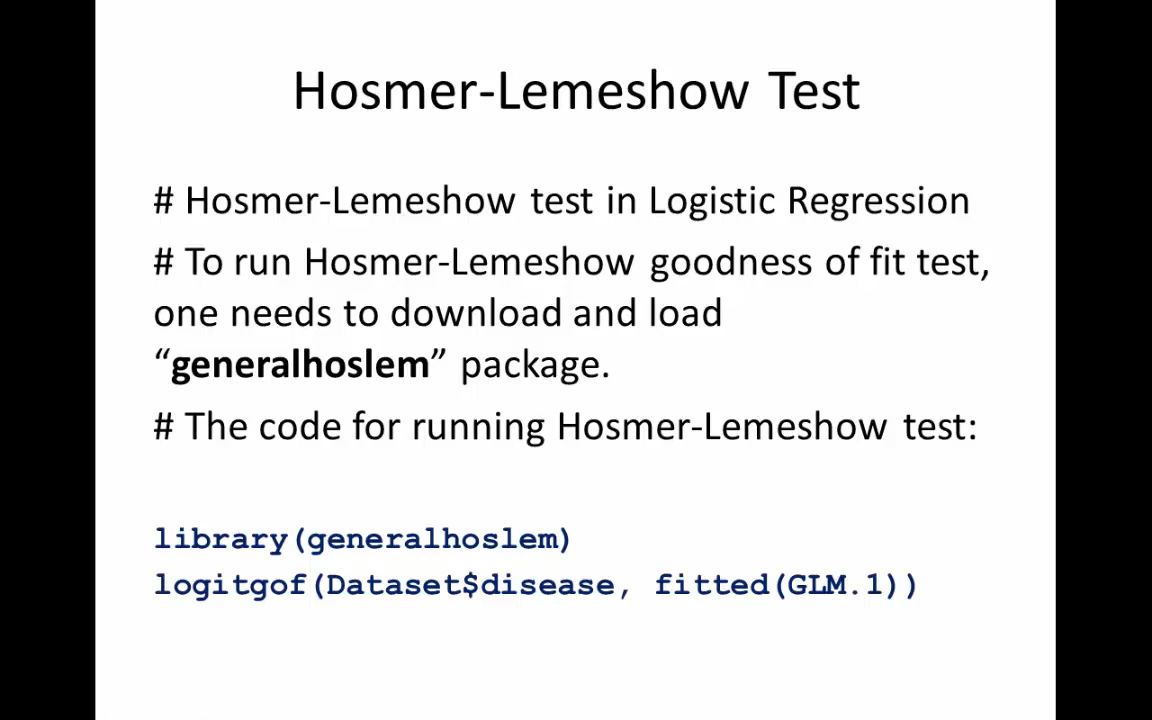 Hosmer-Lemeshow Test
# Hosmer-Lemeshow test in Logistic Regression
# To run Hosmer-Lemeshow goodness of fit test,
one needs to download and load
“generalhoslem” package.
# The code for running Hosmer-Lemeshow test:
library(generalhoslem)
logitgof(Dataset$disease, fitted(GLM.1))